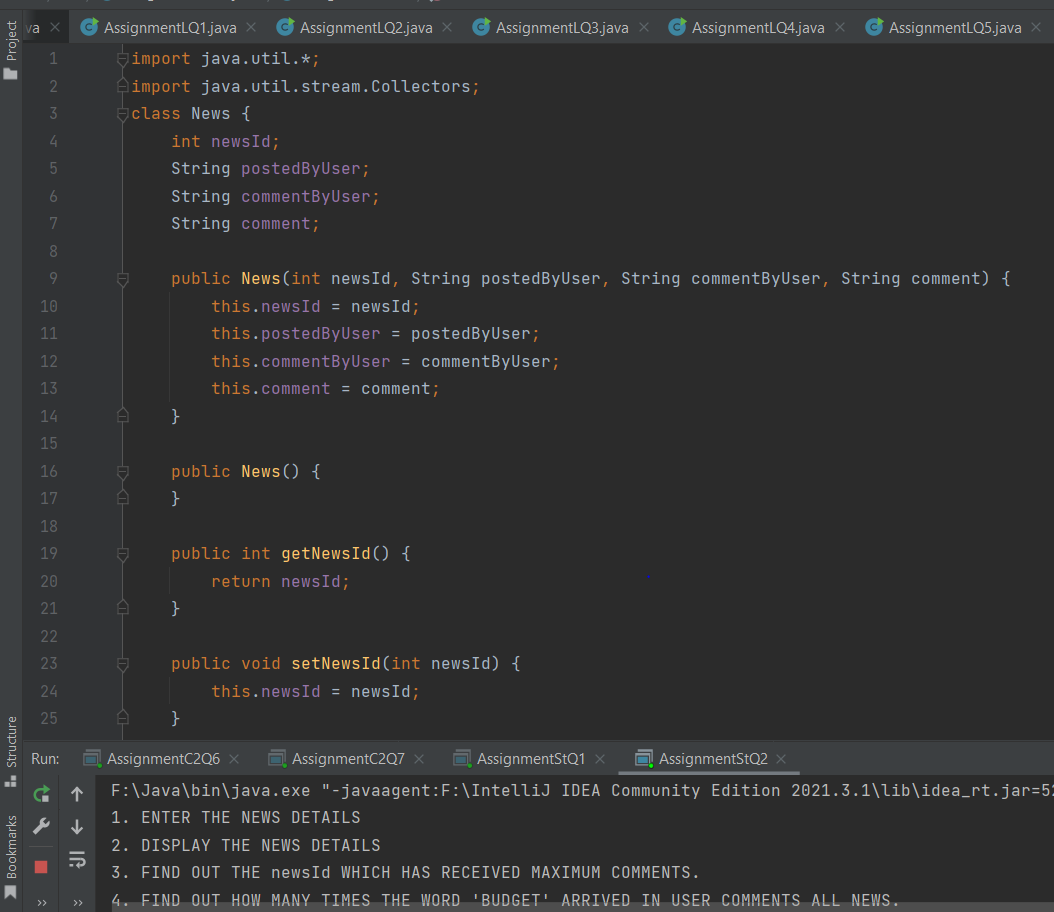 va AssignmentLQ1.java AssignmentLQ2.java AssignmentLQ3.java AssignmentLQ4.java AssignmentLQ5.java
Project
1 import java.util.*;
2 import java.util.stream.Collectors;
3 class News {
4 int newsId;
5 String postedByUser;
6 String commentByUser;
7 String comment;
8
9 public News(int newsId, String postedByUser, String commentByUser, String comment) {
10 this.newsId = newsId;
11 this.postedByUser = postedByUser;
12 this.commentByUser = commentByUser;
13 this.comment = comment;
14 }
15
16 public News() {
17 }
18
19 public int getNewsId() {
20 return newsId;
21 }
22
23 public void setNewsId(int newsId) {
24 this.newsId = newsId;
25 }
Structure
Bookmarks
Run: AssignmentC2Q6 AssignmentC2Q7 AssignmentStQ1 AssignmentStQ2
F:\Java\bin\java.exe "-javaagent:F:\IntelliJ IDEA Community Edition 2021.3.1\lib\idea_rt.jar=52
1. ENTER THE NEWS DETAILS
2. DISPLAY THE NEWS DETAILS
3. FIND OUT THE newsId WHICH HAS RECEIVED MAXIMUM COMMENTS.
4. FIND OUT HOW MANY TIMES THE WORD 'BUDGET' ARRIVED IN USER COMMENTS ALL NEWS.